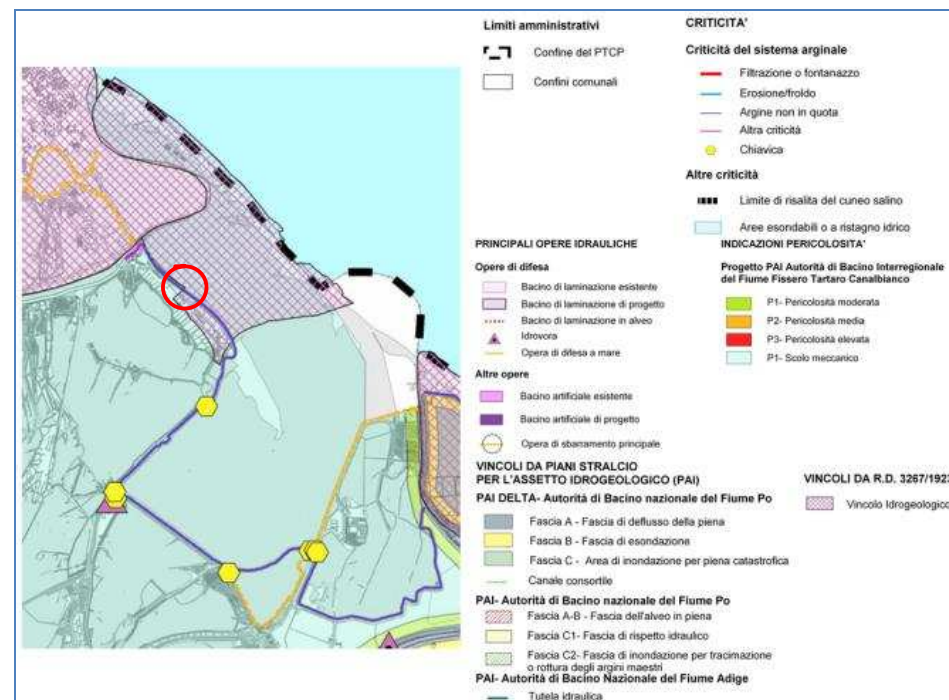 Limiti amministrativi
Confine del PTCP
Confini comunali
CRITICITA'
Criticità del sistema arginale
Filtrazione o fontanazzo
Erosione/froldo
Argine non in quota
Altra criticità
Chiavica
Altre criticità
Limite di risalita del cuneo salino
Aree esondabili o a ristagno idrico
PRINCIPALI OPERE IDRAULICHE
Opere di difesa
Bacino di laminazione esistente
Bacino di laminazione di progetto
Bacino di laminazione in alveo
Idrovora
Opera di difesa a mare
Altre opere
Bacino artificiale esistente
Bacino artificiale di progetto
Opera di sbarramento principale
INDICAZIONI PERICOLOSITA'
Progetto PAI Autorità di Bacino Interregionale
del Fiume Fissero Tartaro Canalbianco
P1- Pericolosità moderata
P2- Pericolosità media
P3- Pericolosità elevata
P1- Scolo meccanico
VINCOLI DA PIANI STRALCIO
PER L'ASSETTO IDROGEOLOGICO (PAI)
PAI DELTA- Autorità di Bacino nazionale del Fiume Po
Fascia A - Fascia di deflusso della piena
Fascia B - Fascia di esondazione
Fascia C - Area di inondazione per piena catastrofica
Canale consortile
PAI- Autorità di Bacino nazionale del Fiume Po
Fascia A-B - Fascia dell'alveo in piena
Fascia C1- Fascia di rispetto idraulico
Fascia C2- Fascia di inondazione per tracimazione
o rottura degli argini maestri
PAI- Autorità di Bacino Nazionale del Fiume Adige
Tutela idraulica
VINCOLI DA R.D. 3267/1923
Vincolo Idrogeologico